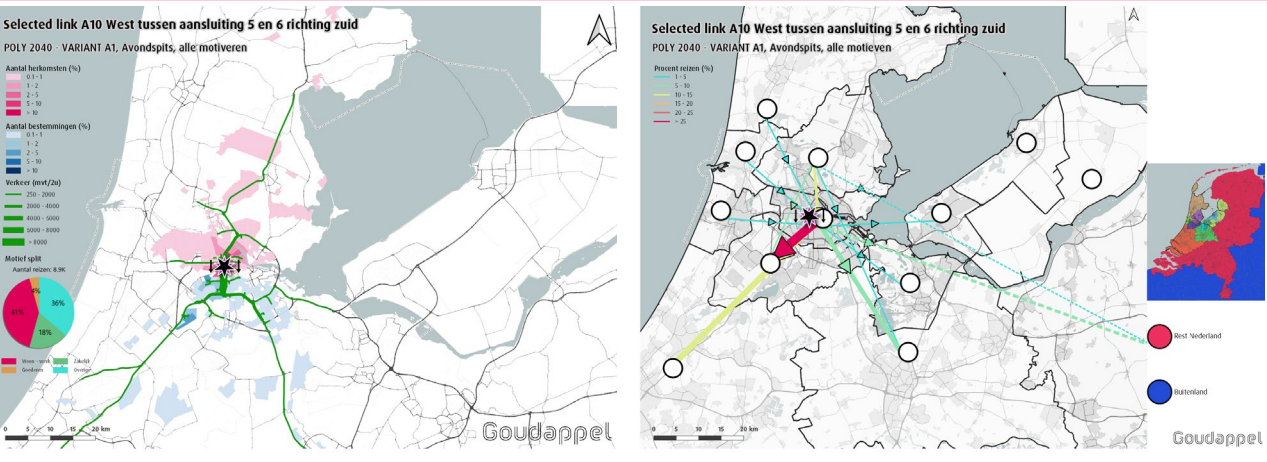 Selected link A10 West tussen aansluiting 5 en 6 richting zuid
POLY 2040 - VARIANT A1, Avondspits, alle motiveren
Aantal herkomsten (%)
0.1 - 1
1 - 2
2 - 5
5 - 10
> 10
Aantal bestemmingen (%)
0.1 - 1
1 - 2
2 - 5
5 - 10
> 10
Verkeer (mvt/2u)
250 - 2000
2000 - 4000
4000 - 6000
6000 - 8000
> 8000
Motief split
Aantal reizen: 8.9K
4%
36%
41%
18%
Woon - werk
Zakelijk
Overige
0 5 10 15 20 km
Goudappel
Selected link A10 West tussen aansluiting 5 en 6 richting zuid
POLY 2040 - VARIANT A1, Avondspits, alle motieven
Procent reizen (%)
1 - 5
5 - 10
10 - 15
15 - 20
20 - 25
> 25
Rest Nederland
Buitenland
0 5 10 15 20 km
Goudappel